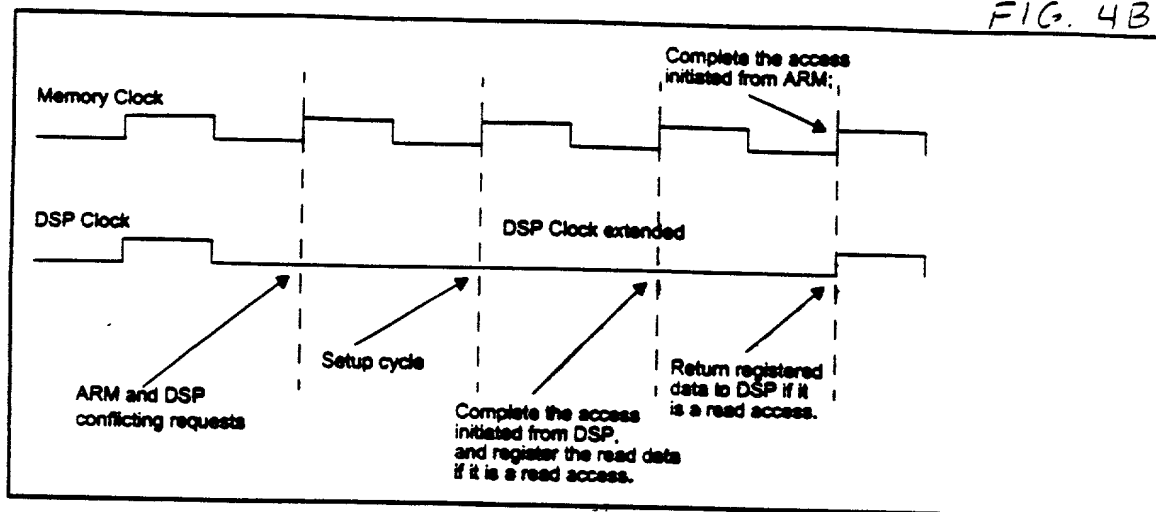 FIG. 4B
Complete the access
initiated from ARM;
Memory Clock
DSP Clock
DSP Clock extended
Setup cycle
ARM and DSP
conflicting requests
Complete the access
initiated from DSP,
and register the read data
if it is a read access.
Return registered
data to DSP if it
is a read access.